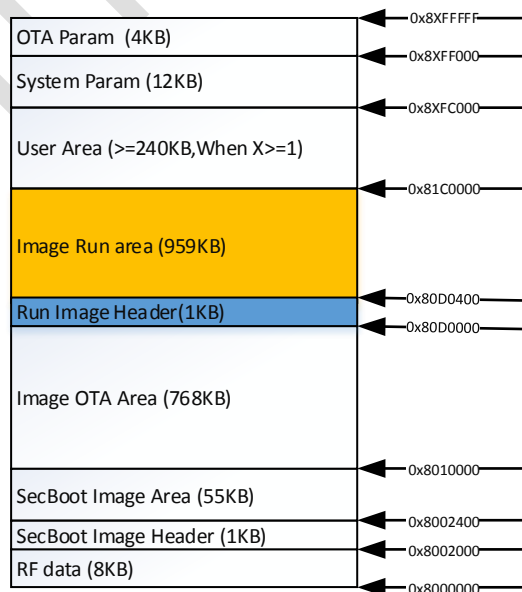 0x8XFFFFF
OTA Param (4KB)
0x8XFF000
System Param (12KB)
0x8XFC000
User Area (>=240KB,When X>=1)
0x81C0000
Image Run area (959KB)
0x80D0400
Run Image Header(1KB)
0x80D0000
Image OTA Area (768KB)
0x8010000
SecBoot Image Area (55KB)
0x8002400
SecBoot Image Header (1KB)
0x8002000
RF data (8KB)
0x8000000